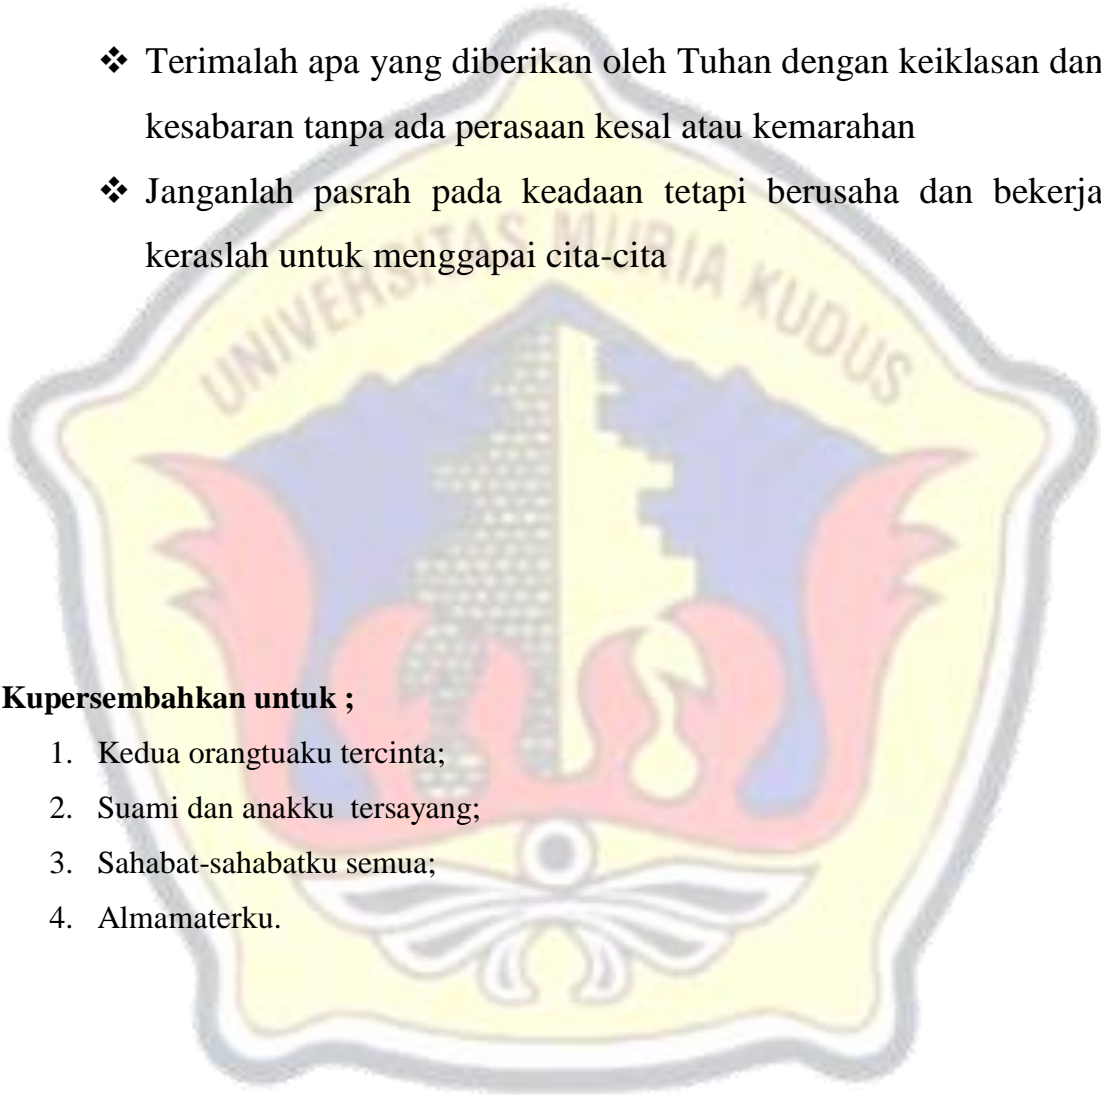 ❖ Terimalah apa yang diberikan oleh Tuhan dengan keiklasan dan
kesabaran tanpa ada perasaan kesal atau kemarahan
❖ Janganlah pasrah pada keadaan tetapi berusaha dan bekerja
keraslah untuk menggapai cita-cita
UNIVERSITAS MURIA KUDUS
Kupersembahkan untuk ;
1. Kedua orangtuaku tercinta;
2. Suami dan anakku tersayang;
3. Sahabat-sahabatku semua;
4. Almamaterku.